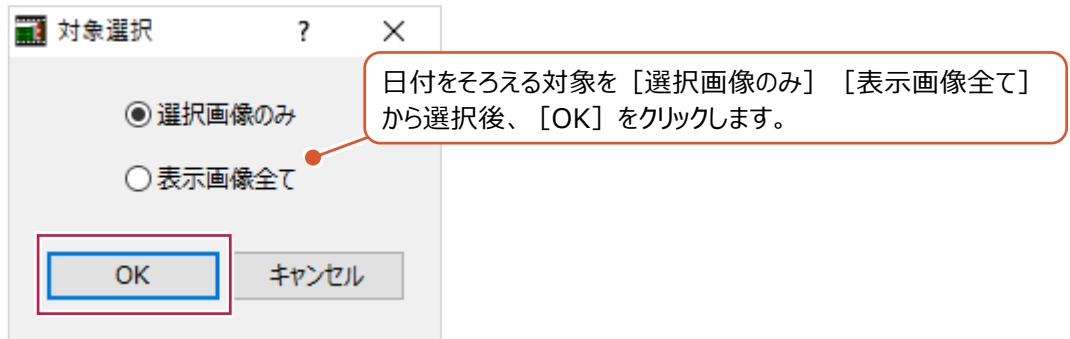 対象選択 ? ×
日付をそろえる対象を［選択画像のみ］［表示画像全て］
から選択後、［OK］をクリックします。
選択画像のみ
表示画像全て
OK キャンセル